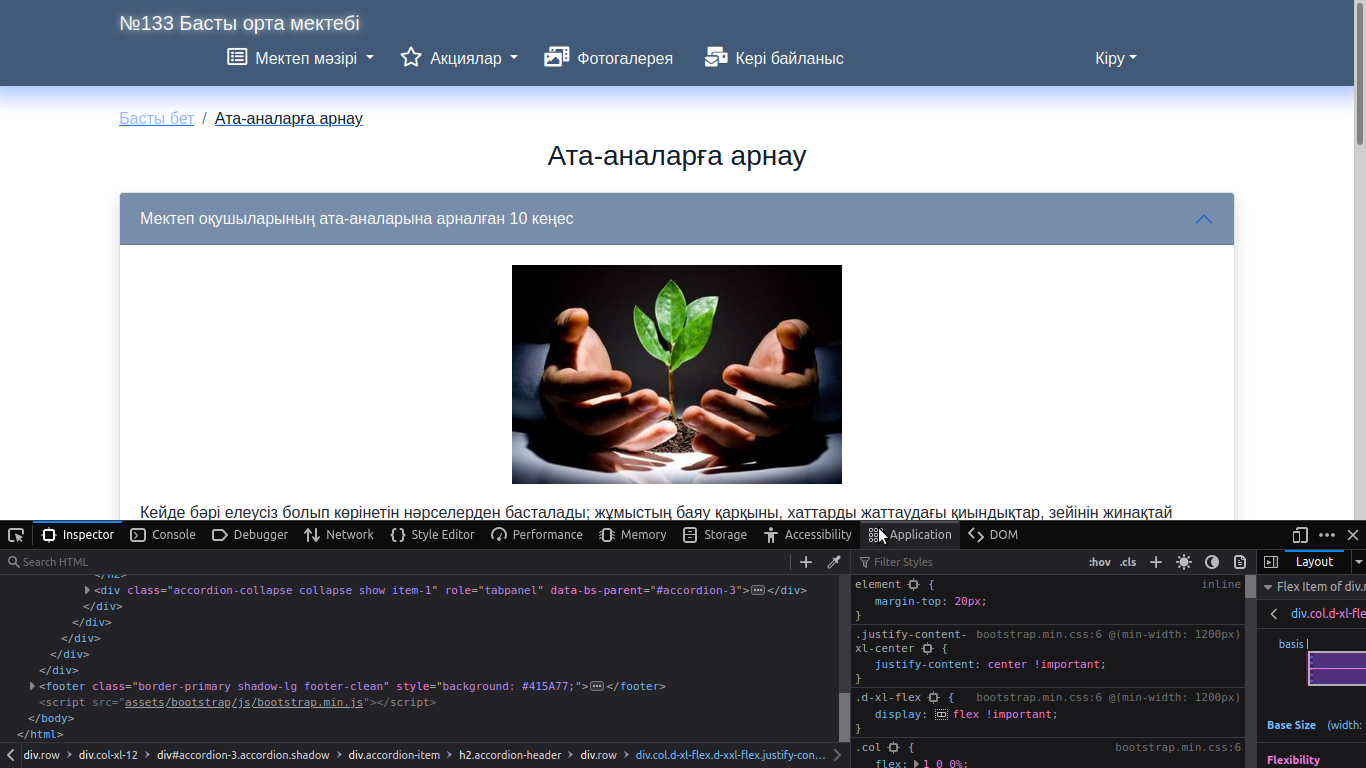 №133 Басты орта мектебі
Мектеп мәзірі Акциялар Фотогалерея Кері байланыс Кіру
Басты бет / Ата-аналарға арнау
Ата-аналарға арнау
Мектеп оқушыларының ата-аналарына арналған 10 кеңес
Кейде бәрі елеусіз болып көрінетін нәрселерден басталады; жұмыстың баяу қарқыны, хаттарды жаттаудағы қиындықтар, зейінін жинақтай
Inspector Console Debugger Network Style Editor Performance Memory Storage Accessibility Application DOM
Search HTML
Filter Styles :hov .cls + Layout
</h2>
<div class="accordion-collapse collapse show item-1" role="tabpanel" data-bs-parent="#accordion-3"></div>
</div>
</div>
</div>
</div>
</div>
<footer class="border-primary shadow-lg footer-clean" style="background: #415A77;"></footer>
<script src="assets/bootstrap/js/bootstrap.min.js"></script>
</body>
</html>
div.row > div.col-xl-12 > div#accordion-3.accordion.shadow > div.accordion-item > h2.accordion-header > div.row > div.col.d-xl-flex.d-xxl-flex.justify-con…
element { inline
margin-top: 20px;
}
.justify-content- bootstrap.min.css:6 @(min-width: 1200px)
xl-center {
justify-content: center !important;
}
.d-xl-flex { bootstrap.min.css:6 @(min-width: 1200px)
display: flex !important;
}
.col { bootstrap.min.css:6
flex: 1 0 0%;
Flex Item of div.r
div.col.d-xl-fle
basis
Base Size (width:
Flexibility